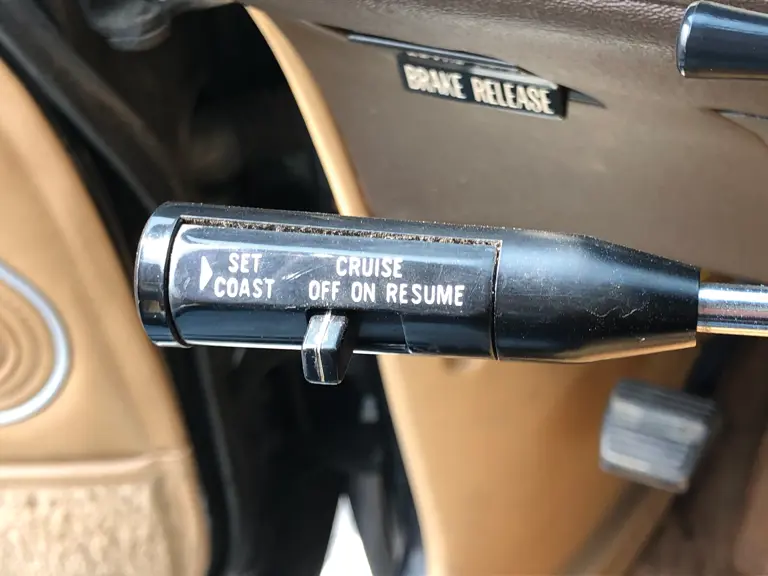 BRAKE RELEASE
SET
COAST
CRUISE
OFF ON RESUME